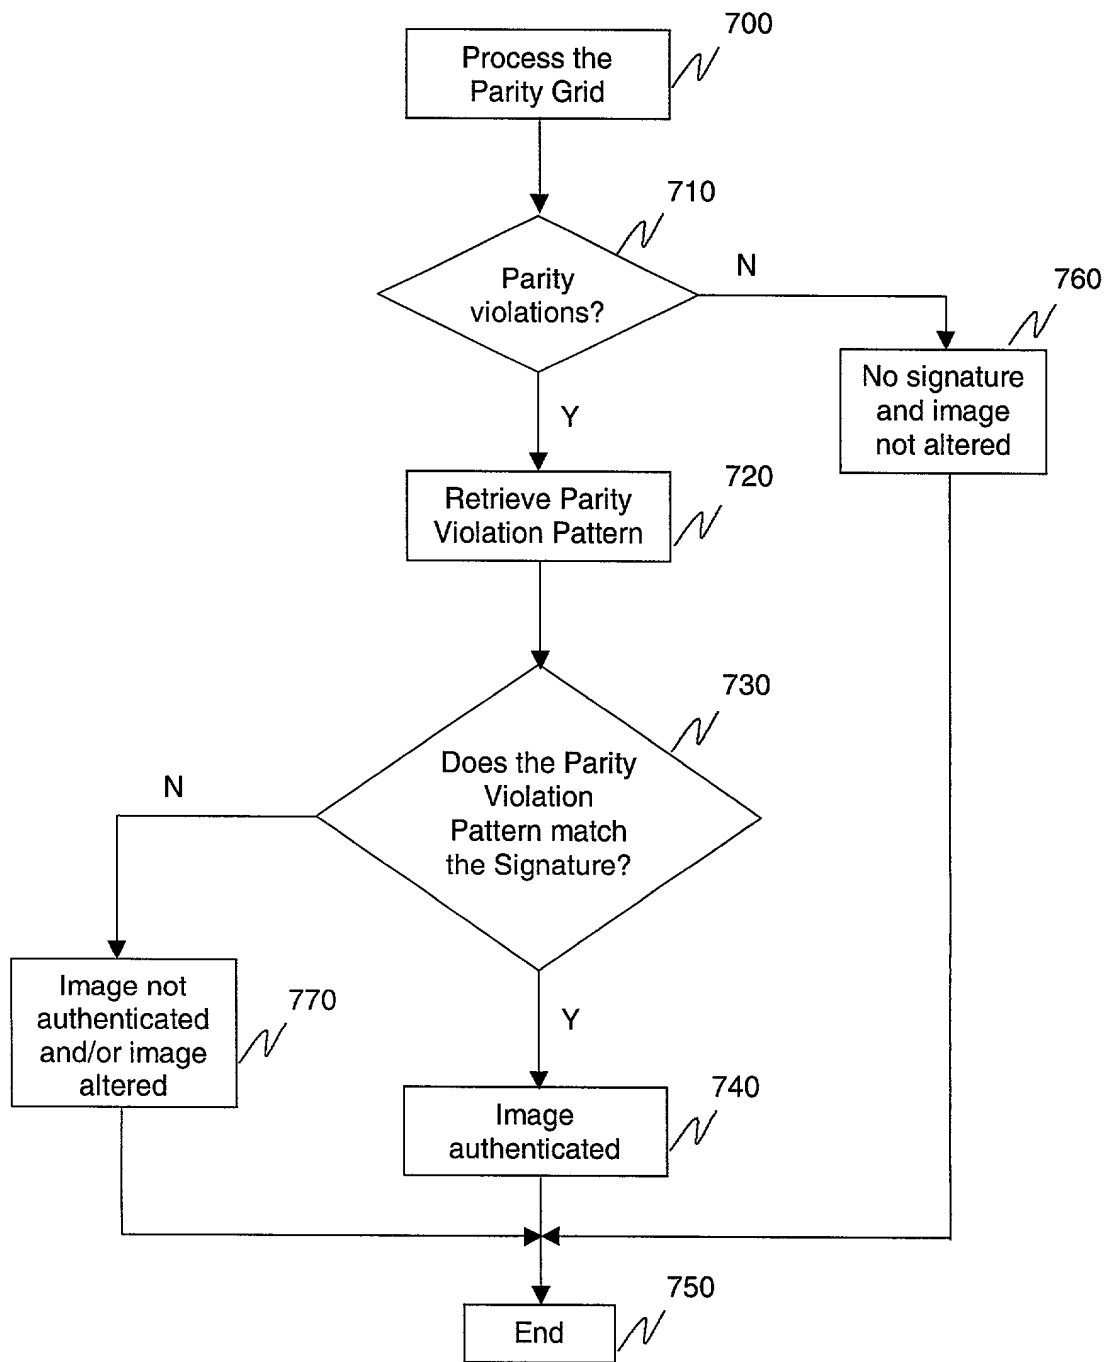 700
Process the
Parity Grid
710
Parity
violations?
N
760
No signature
and image
not altered
Y
720
Retrieve Parity
Violation Pattern
730
Does the Parity
Violation
Pattern match
the Signature?
N
770
Image not
authenticated
and/or image
altered
Y
740
Image
authenticated
750
End